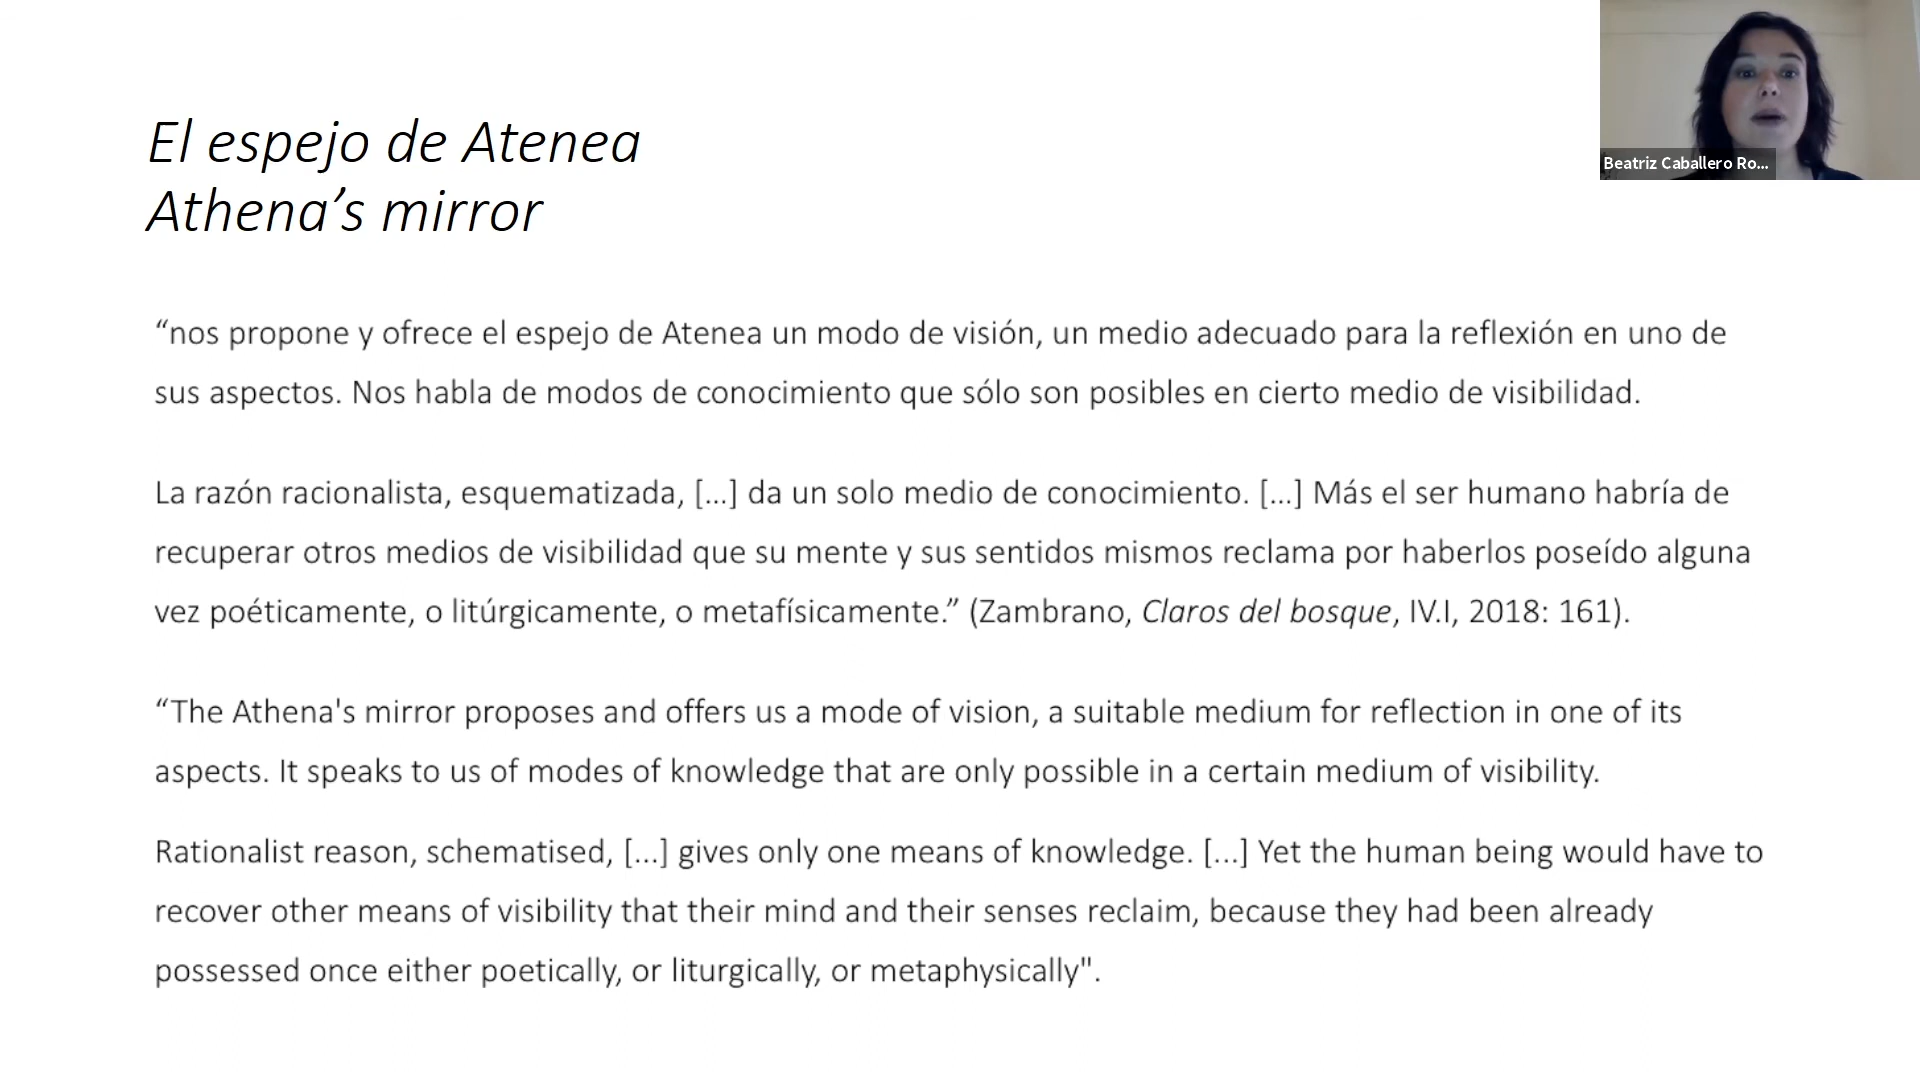 El espejo de Atenea
Athena’s mirror
Beatriz Caballero Ro...
“nos propone y ofrece el espejo de Atenea un modo de visión, un medio adecuado para la reflexión en uno de
sus aspectos. Nos habla de modos de conocimiento que sólo son posibles en cierto medio de visibilidad.
La razón racionalista, esquematizada, [...] da un solo medio de conocimiento. [...] Más el ser humano habría de
recuperar otros medios de visibilidad que su mente y sus sentidos mismos reclama por haberlos poseído alguna
vez poéticamente, o litúrgicamente, o metafísicamente.” (Zambrano, Claros del bosque, IV.I, 2018: 161).
“The Athena's mirror proposes and offers us a mode of vision, a suitable medium for reflection in one of its
aspects. It speaks to us of modes of knowledge that are only possible in a certain medium of visibility.
Rationalist reason, schematised, [...] gives only one means of knowledge. [...] Yet the human being would have to
recover other means of visibility that their mind and their senses reclaim, because they had been already
possessed once either poetically, or liturgically, or metaphysically".